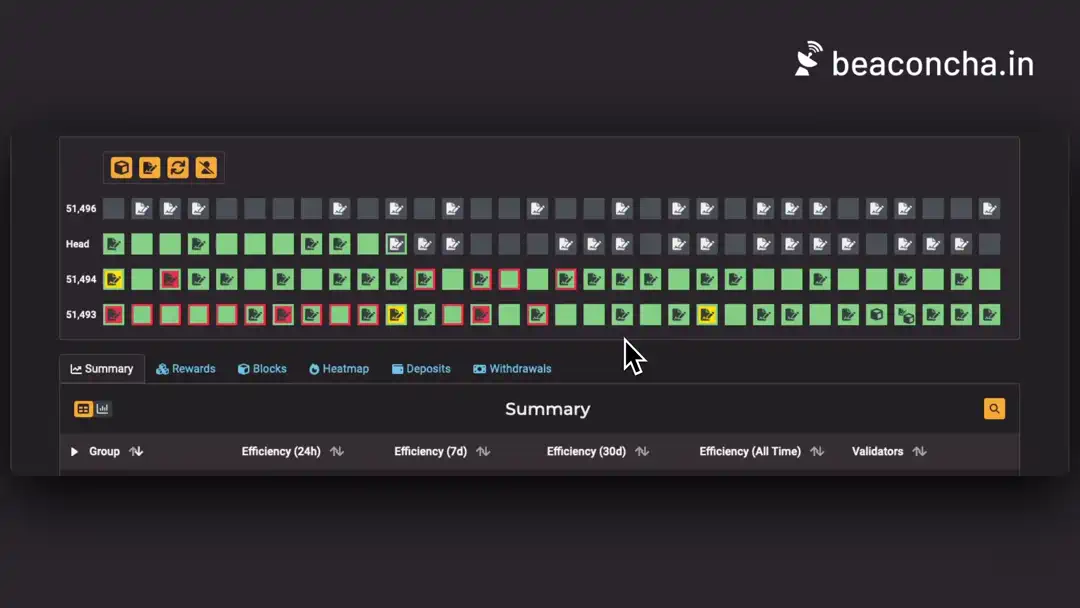 beaconcha.in
51,496
Head
51,494
51,493
Summary Rewards Blocks Heatmap Deposits Withdrawals
Summary
Group Efficiency (24h) Efficiency (7d) Efficiency (30d) Efficiency (All Time) Validators